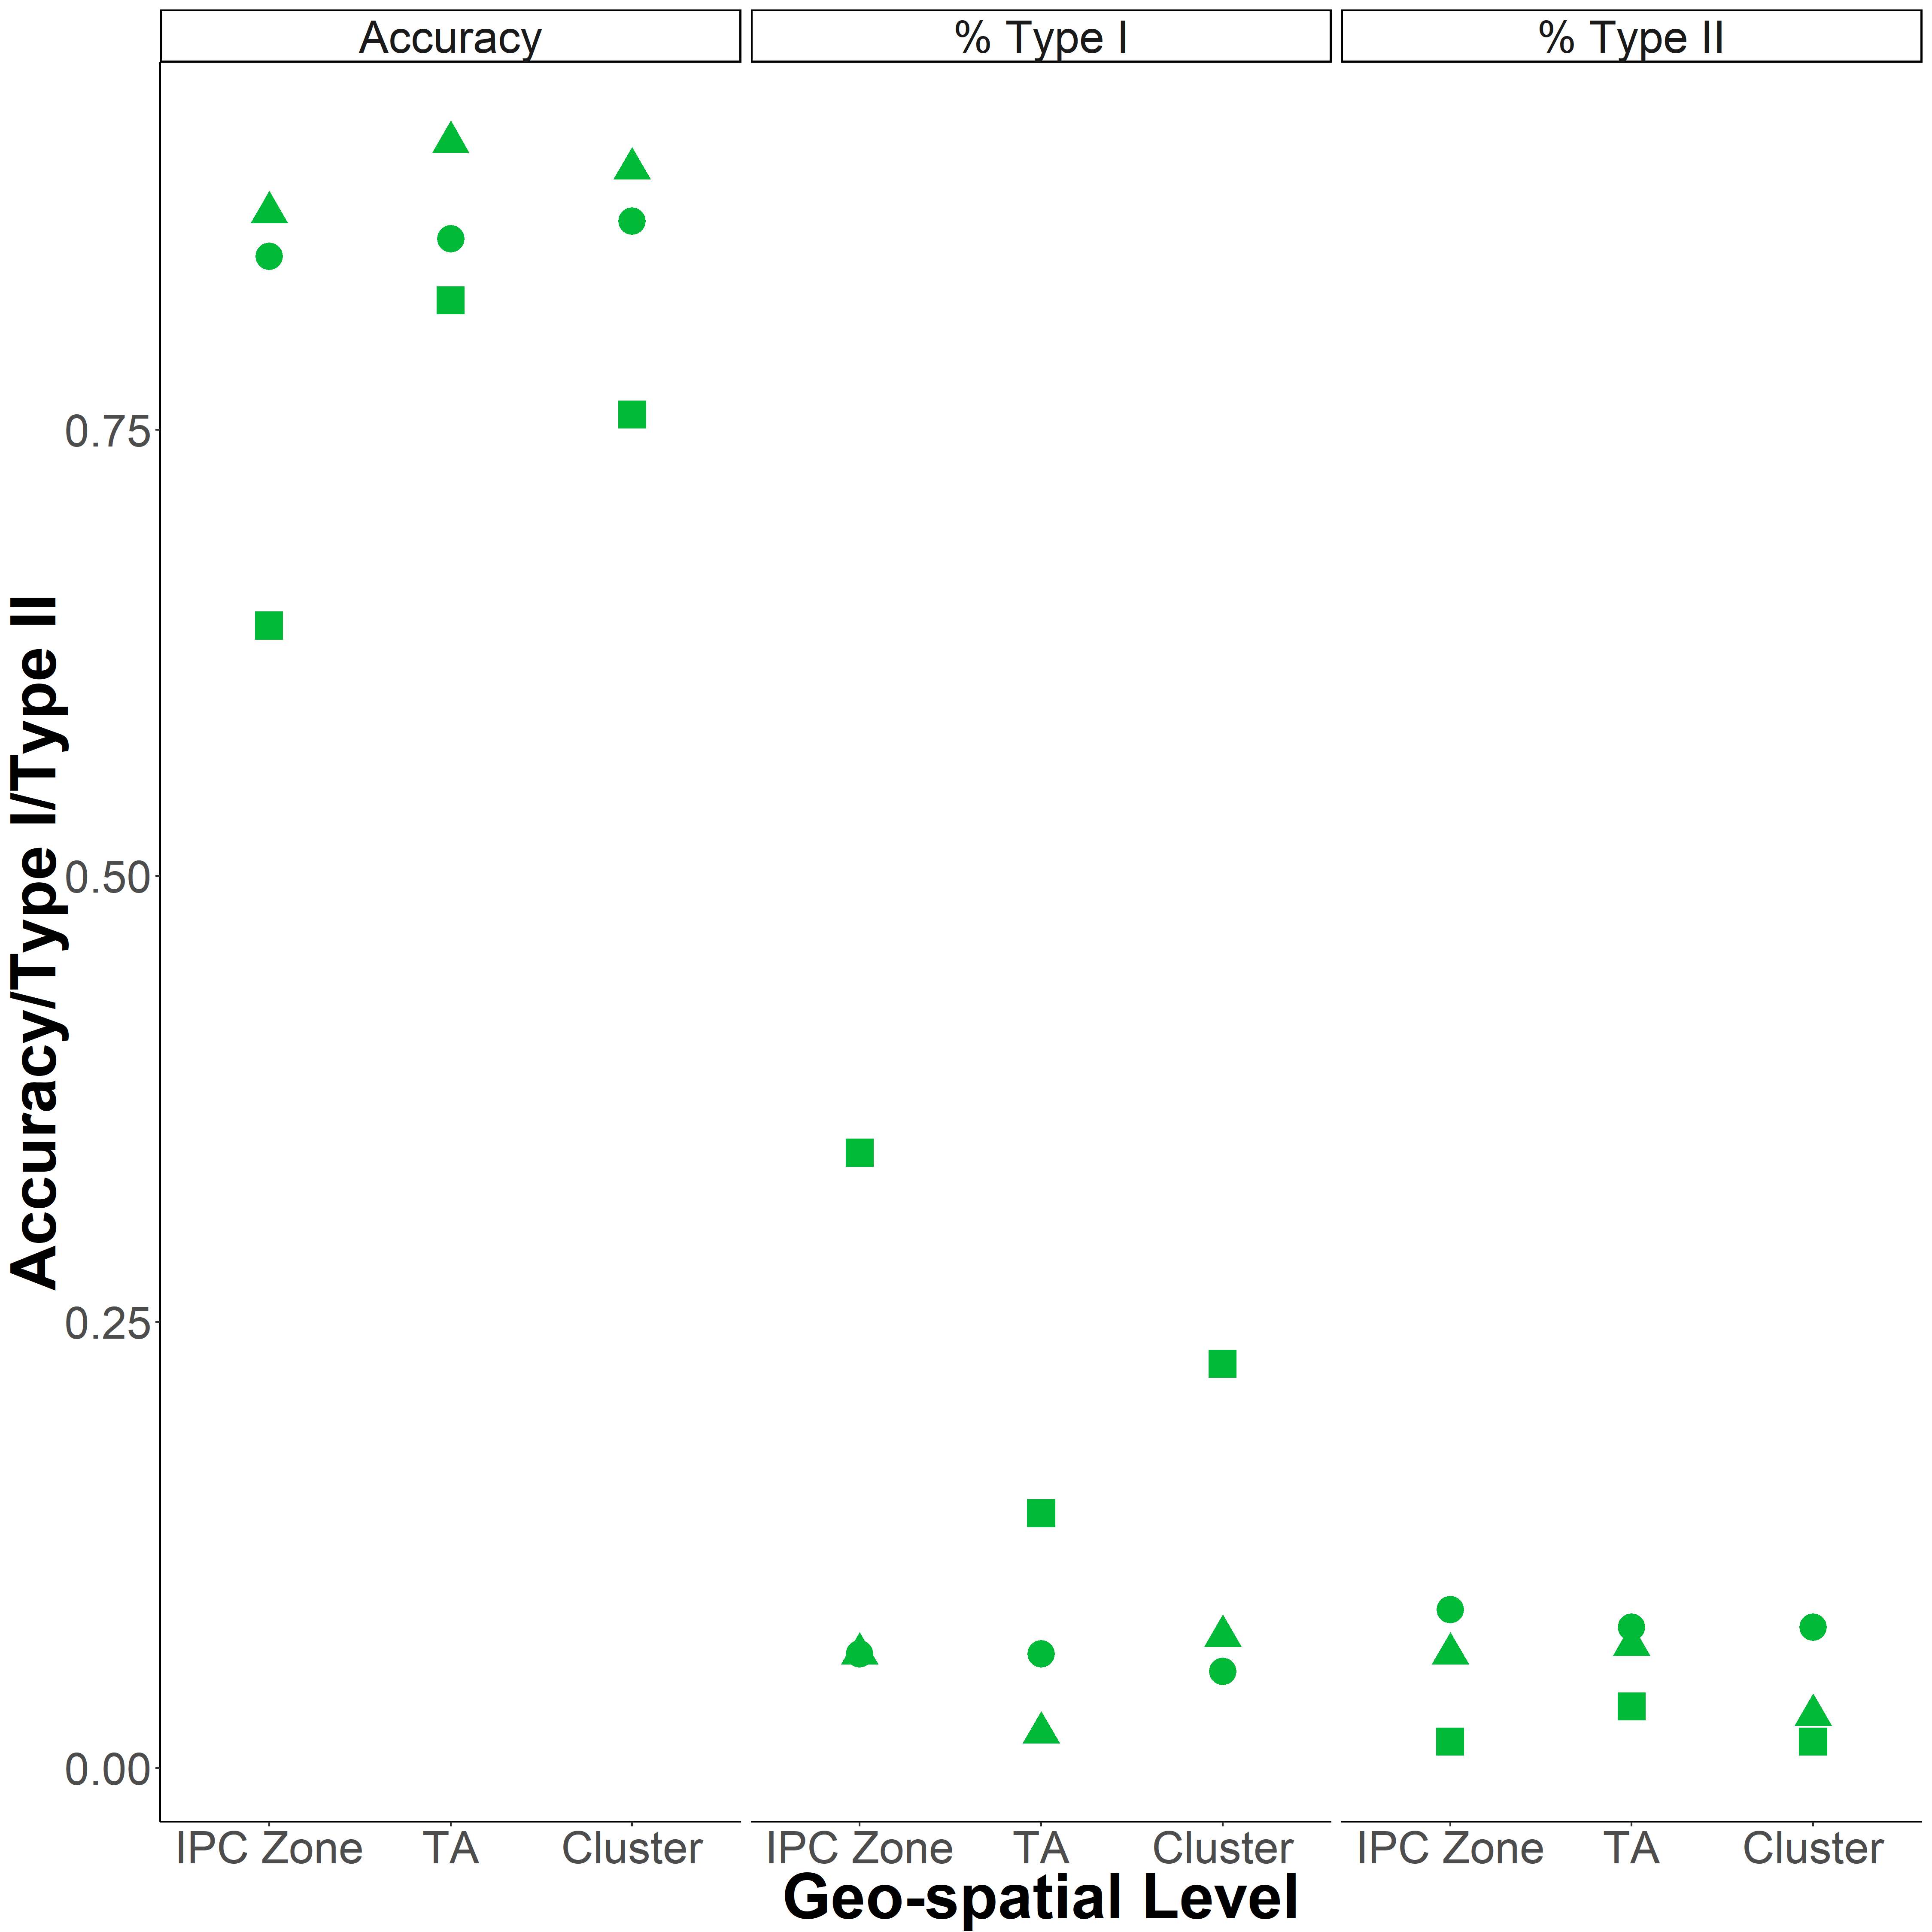 Accuracy % Type I % Type II
Accuracy/Type I/Type II
0.75
0.50
0.25
0.00
IPC Zone TA Cluster IPC Zone TA Cluster IPC Zone TA Cluster
Geo-spatial Level